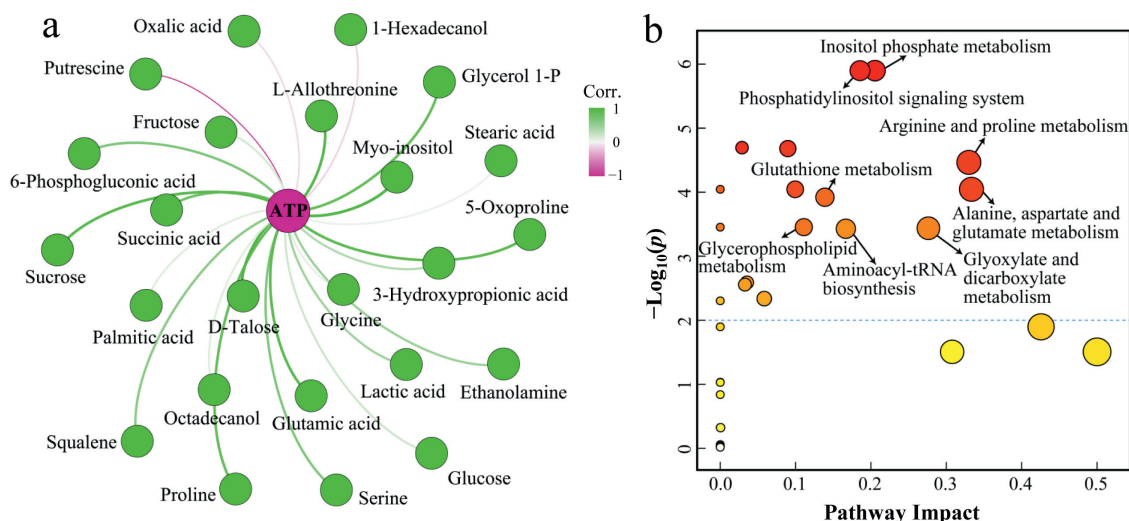 a
Oxalic acid
1-Hexadecanol
Putrescine
Glycerol 1-P
L-Allothreonine
Fructose
Stearic acid
Myo-inositol
6-Phosphogluconic acid
ATP
5-Oxoproline
Succinic acid
Sucrose
3-Hydroxypropionic acid
D-Talose
Glycine
Palmitic acid
Lactic acid
Ethanolamine
Octadecanol
Glutamic acid
Squalene
Glucose
Proline
Serine
Corr.
1
0
−1
b
Inositol phosphate metabolism
Phosphatidylinositol signaling system
Arginine and proline metabolism
Glutathione metabolism
Alanine, aspartate and
glutamate metabolism
Glycerophospholipid
metabolism
Aminoacyl-tRNA
biosynthesis
Glyoxylate and
dicarboxylate
metabolism
−Log10(p)
6
5
4
3
2
1
0
0.0
0.1
0.2
0.3
0.4
0.5
Pathway Impact